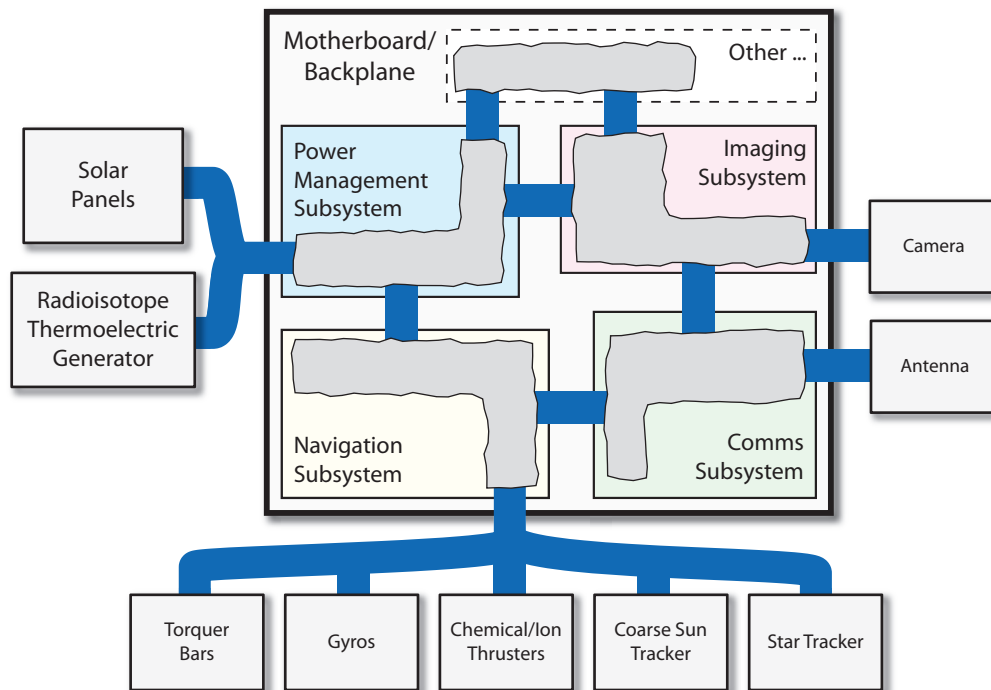 Motherboard/
Backplane
Other ...
Power
Management
Subsystem
Imaging
Subsystem
Solar
Panels
Radioisotope
Thermoelectric
Generator
Camera
Antenna
Navigation
Subsystem
Comms
Subsystem
Torquer
Bars
Gyros
Chemical/Ion
Thrusters
Coarse Sun
Tracker
Star Tracker